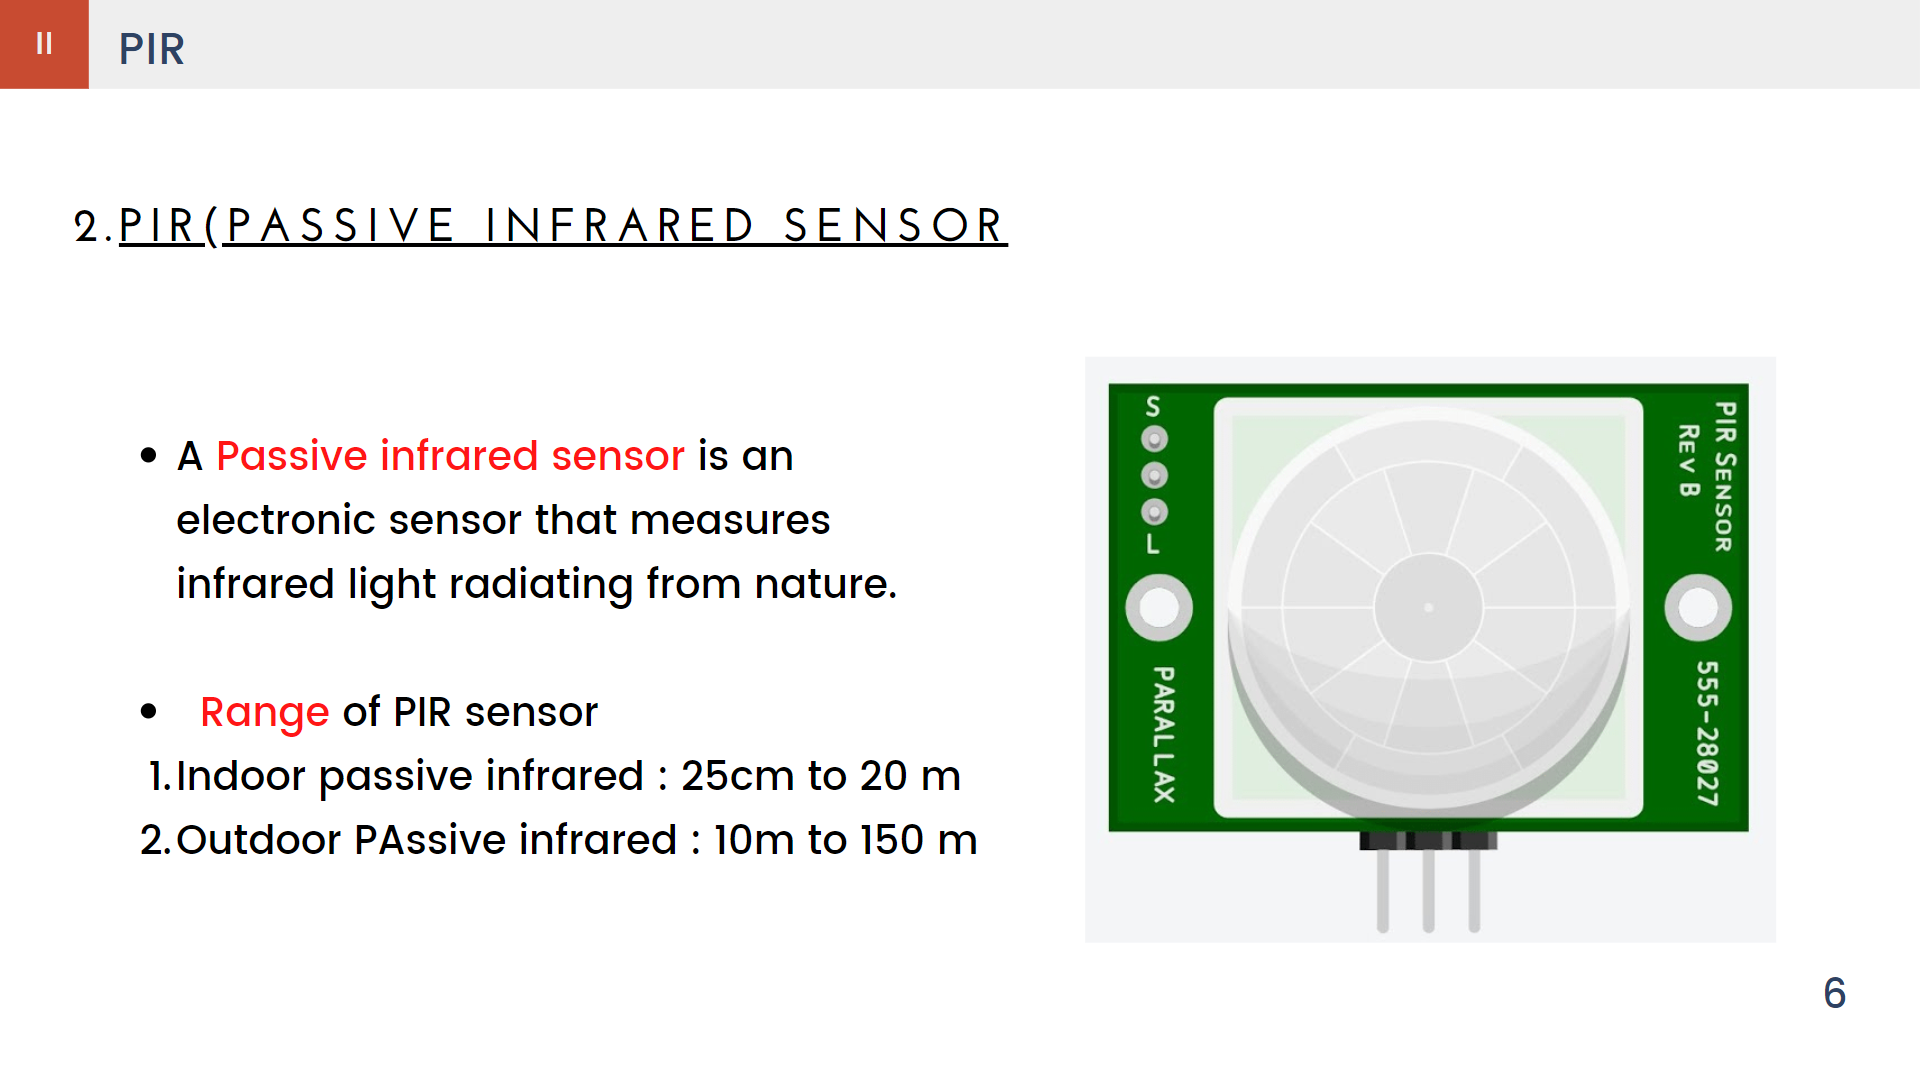 II
PIR
2.PIR(PASSIVE INFRARED SENSOR
• A Passive infrared sensor is an
electronic sensor that measures
infrared light radiating from nature.
• Range of PIR sensor
1.Indoor passive infrared : 25cm to 20 m
2.Outdoor PAssive infrared : 10m to 150 m
S
L
PARALLAX
PIR SENSOR
REV B
555-28027
6